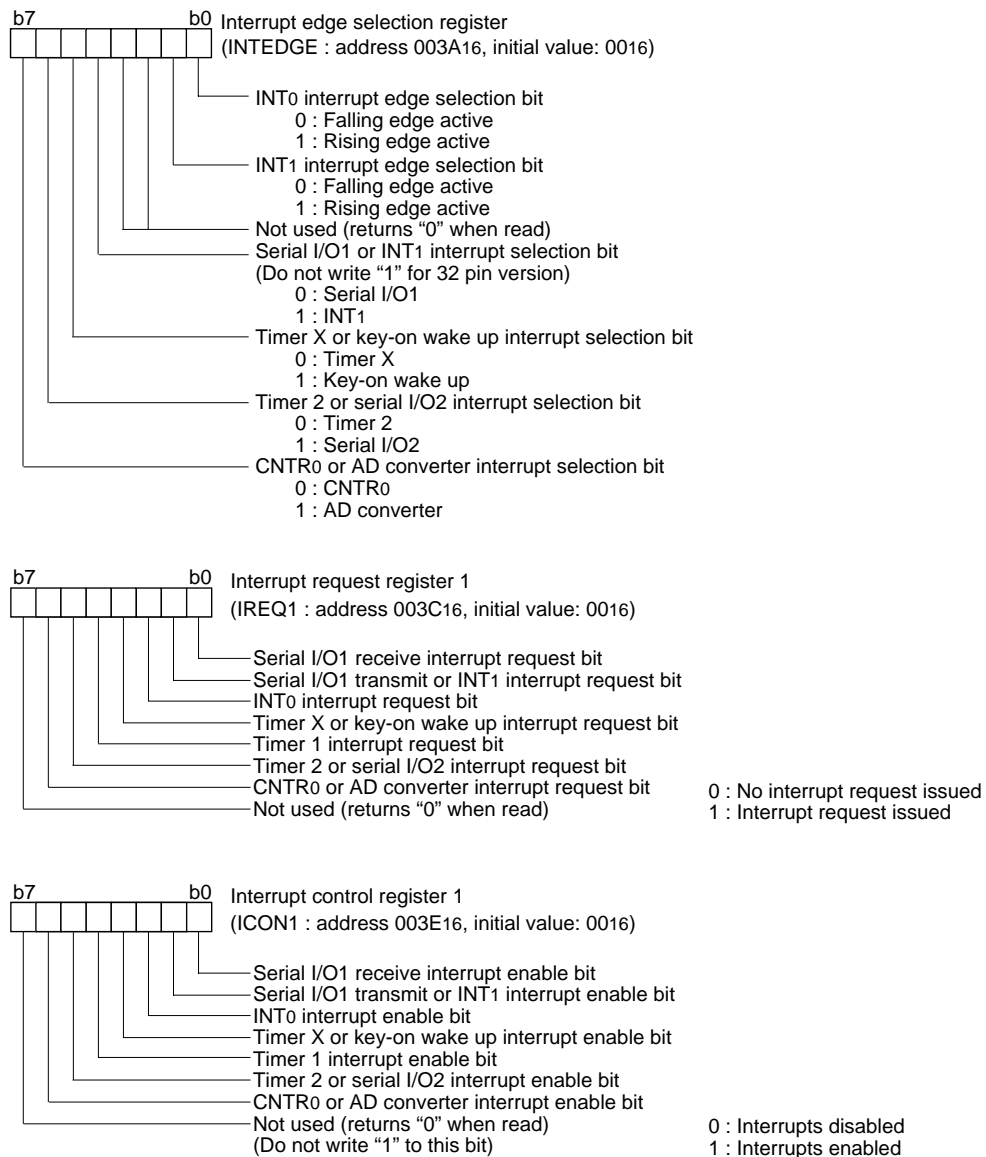 b7 b0 Interrupt edge selection register
(INTEDGE : address 003A16, initial value: 0016)
INT0 interrupt edge selection bit
0 : Falling edge active
1 : Rising edge active
INT1 interrupt edge selection bit
0 : Falling edge active
1 : Rising edge active
Not used (returns “0” when read)
Serial I/O1 or INT1 interrupt selection bit
(Do not write “1” for 32 pin version)
0 : Serial I/O1
1 : INT1
Timer X or key-on wake up interrupt selection bit
0 : Timer X
1 : Key-on wake up
Timer 2 or serial I/O2 interrupt selection bit
0 : Timer 2
1 : Serial I/O2
CNTR0 or AD converter interrupt selection bit
0 : CNTR0
1 : AD converter
b7 b0 Interrupt request register 1
(IREQ1 : address 003C16, initial value: 0016)
Serial I/O1 receive interrupt request bit
Serial I/O1 transmit or INT1 interrupt request bit
INT0 interrupt request bit
Timer X or key-on wake up interrupt request bit
Timer 1 interrupt request bit
Timer 2 or serial I/O2 interrupt request bit
CNTR0 or AD converter interrupt request bit
Not used (returns “0” when read)
0 : No interrupt request issued
1 : Interrupt request issued
b7 b0 Interrupt control register 1
(ICON1 : address 003E16, initial value: 0016)
Serial I/O1 receive interrupt enable bit
Serial I/O1 transmit or INT1 interrupt enable bit
INT0 interrupt enable bit
Timer X or key-on wake up interrupt enable bit
Timer 1 interrupt enable bit
Timer 2 or serial I/O2 interrupt enable bit
CNTR0 or AD converter interrupt enable bit
Not used (returns “0” when read)
(Do not write “1” to this bit)
0 : Interrupts disabled
1 : Interrupts enabled